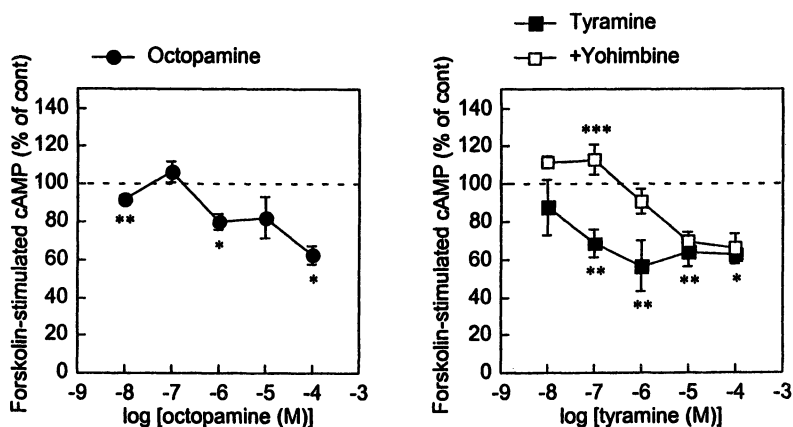 Octopamine
Forskolin-stimulated cAMP (% of cont)
140
120
100
80
60
40
20
0
**
*
*
-9 -8 -7 -6 -5 -4 -3
log [octopamine (M)]
Tyramine
+Yohimbine
Forskolin-stimulated cAMP (% of cont)
140
120
100
80
60
40
20
0
***
**
**
**
*
-9 -8 -7 -6 -5 -4 -3
log [tyramine (M)]